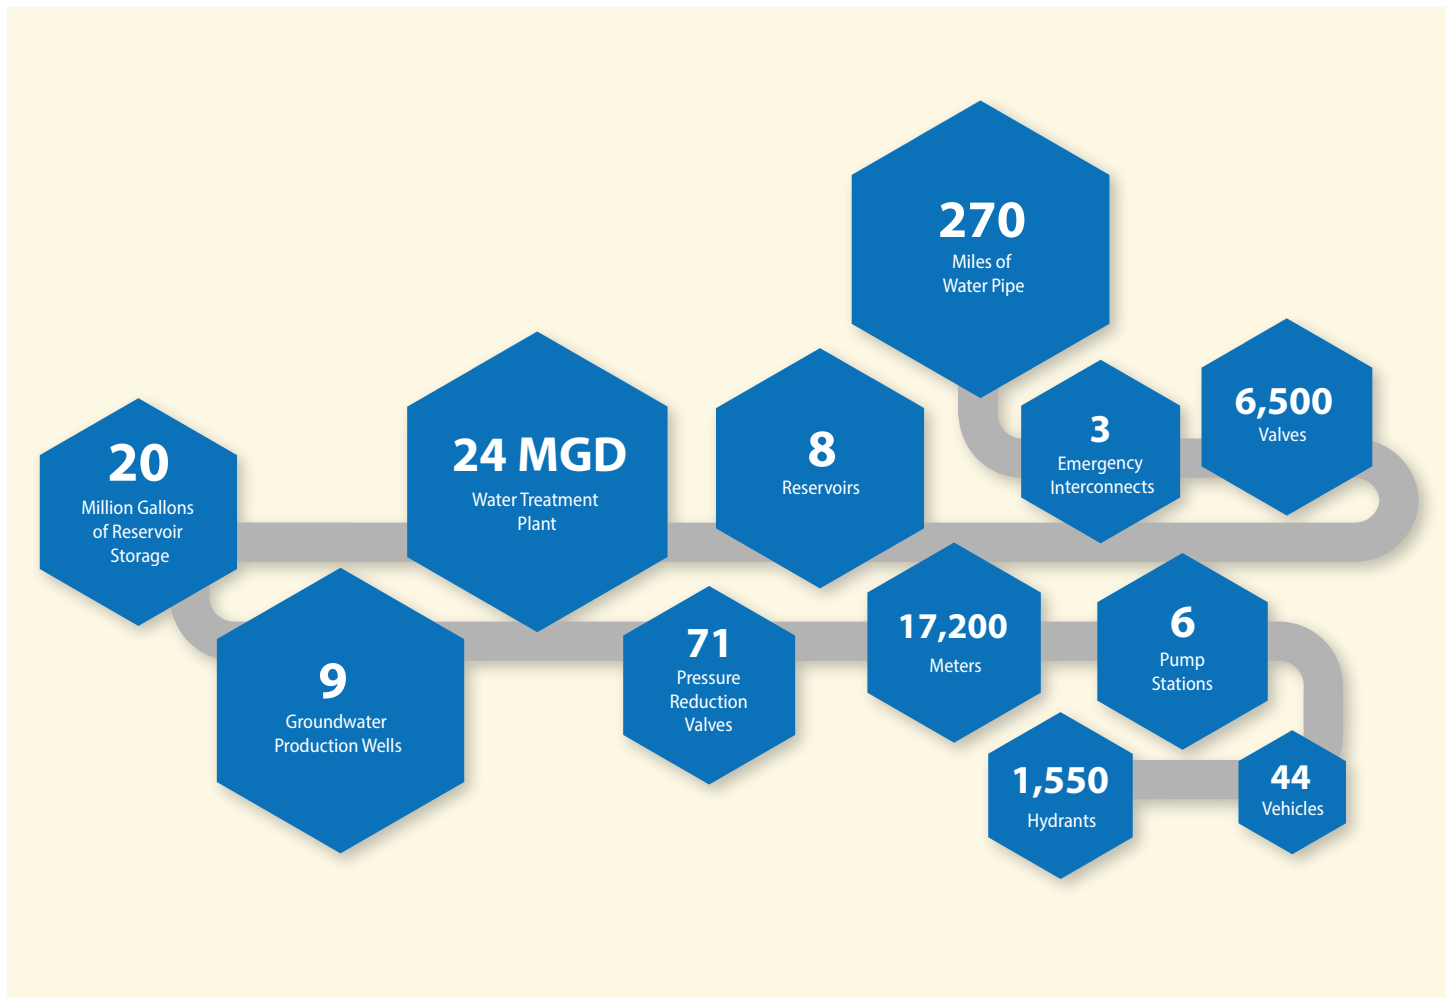 270
Miles of
Water Pipe
3
Emergency
Interconnects
6,500
Valves
8
Reservoirs
24 MGD
Water Treatment
Plant
20
Million Gallons
of Reservoir
Storage
9
Groundwater
Production Wells
71
Pressure
Reduction
Valves
17,200
Meters
6
Pump
Stations
44
Vehicles
1,550
Hydrants